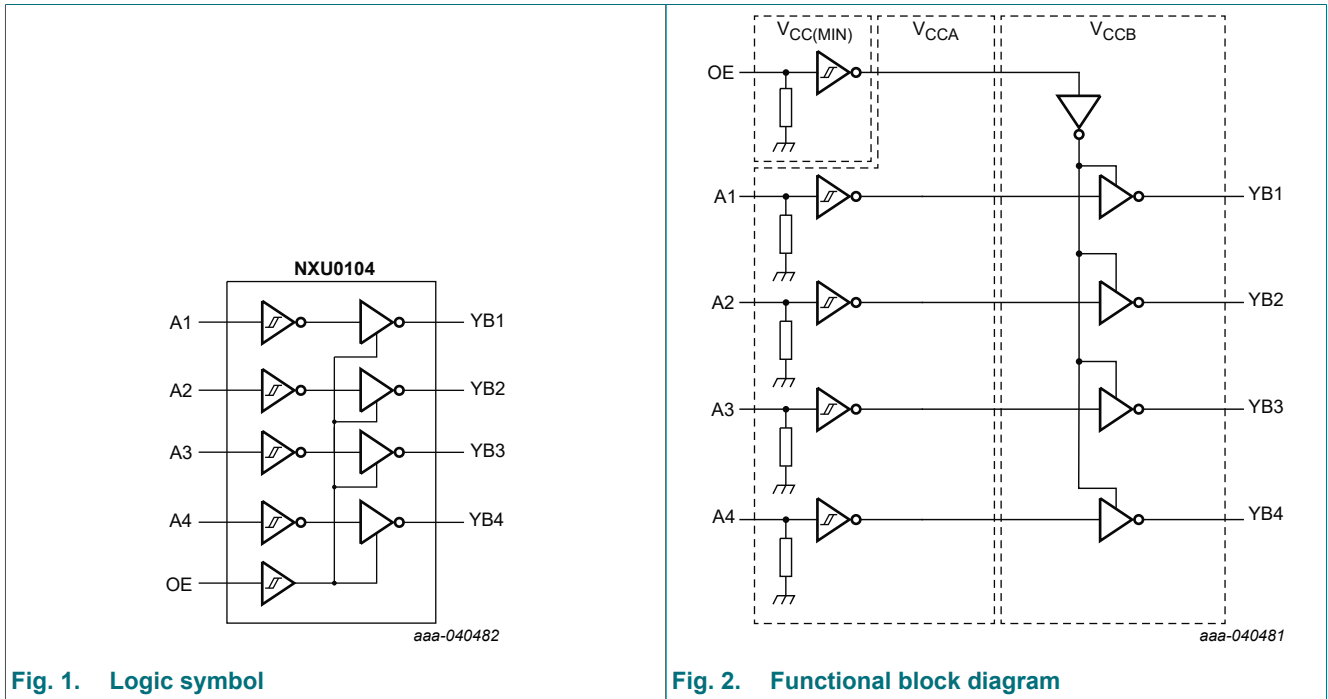 NXU0104
A1
YB1
A2
YB2
A3
YB3
A4
YB4
OE
aaa-040482
Fig. 1. Logic symbol
VCC(MIN)
VCCA
VCCB
OE
A1
YB1
A2
YB2
A3
YB3
A4
YB4
aaa-040481
Fig. 2. Functional block diagram